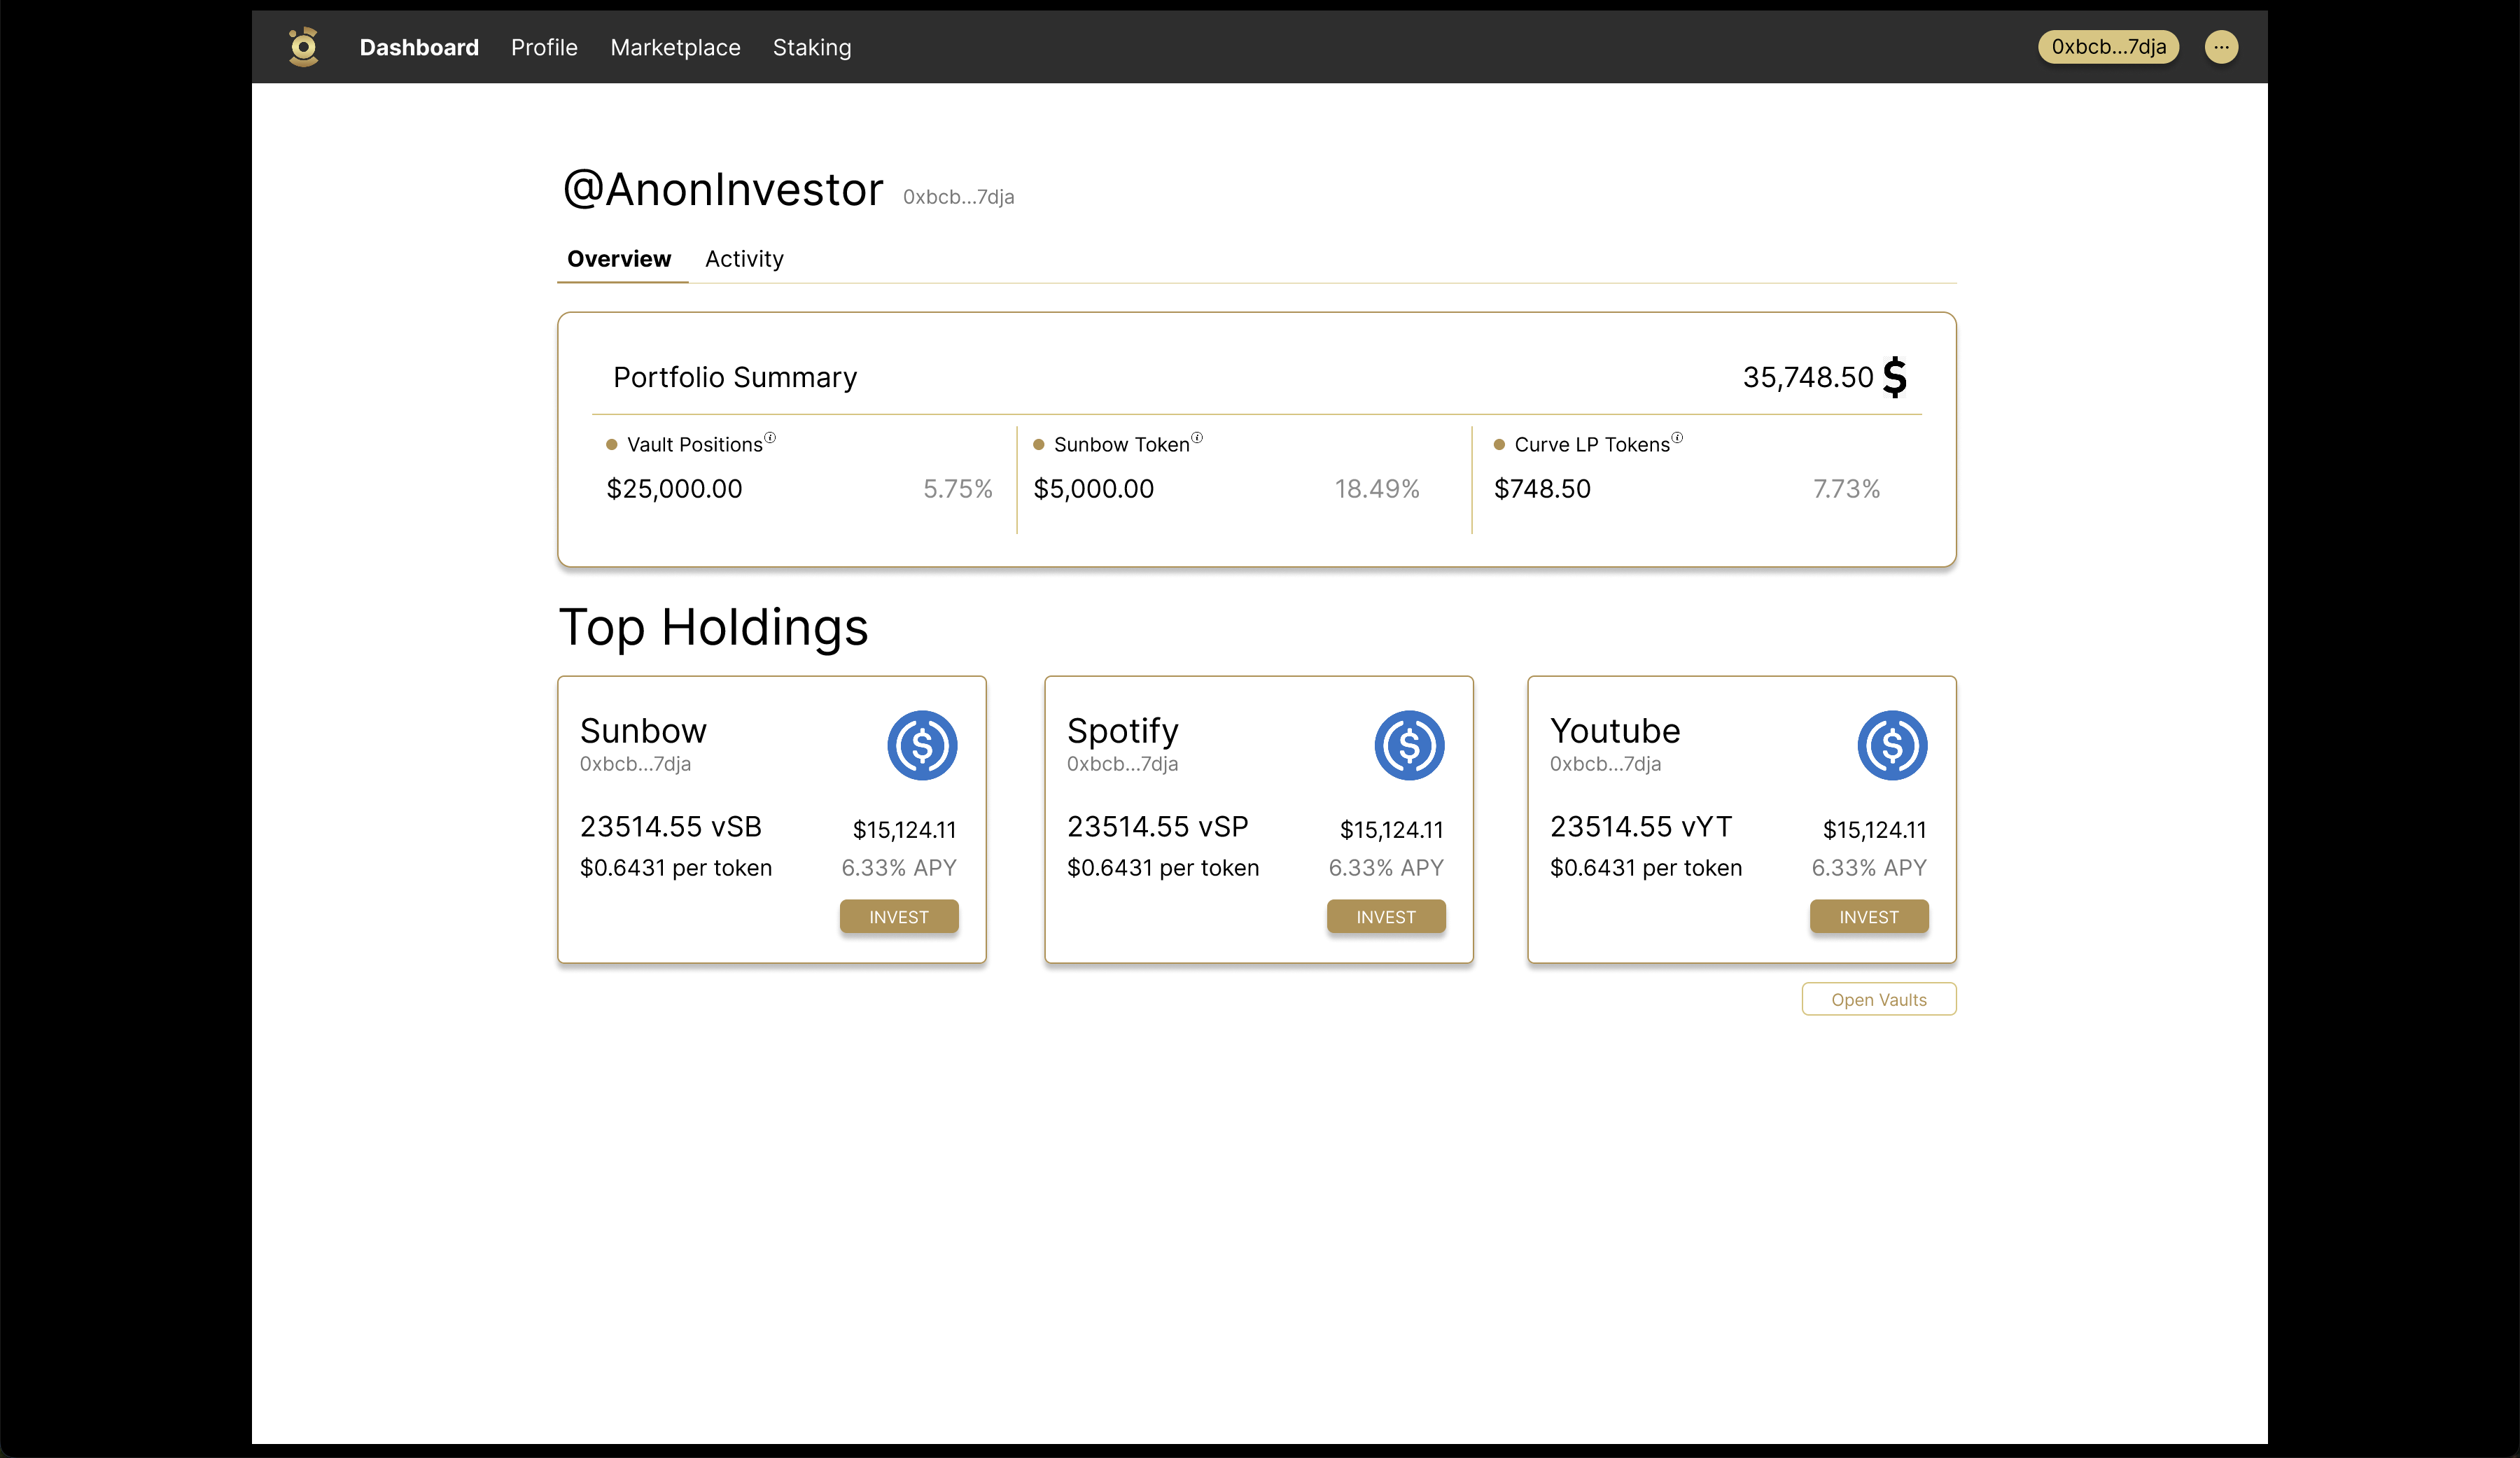 Dashboard Profile Marketplace Staking 0xbcb...7dja ...
@AnonInvestor 0xbcb...7dja
Overview Activity
Portfolio Summary 35,748.50 $
Vault Positions Sunbow Token Curve LP Tokens
$25,000.00 5.75% $5,000.00 18.49% $748.50 7.73%
Top Holdings
Sunbow
0xbcb...7dja
23514.55 vSB $15,124.11
$0.6431 per token 6.33% APY
INVEST
Spotify
0xbcb...7dja
23514.55 vSP $15,124.11
$0.6431 per token 6.33% APY
INVEST
Youtube
0xbcb...7dja
23514.55 vYT $15,124.11
$0.6431 per token 6.33% APY
INVEST
Open Vaults